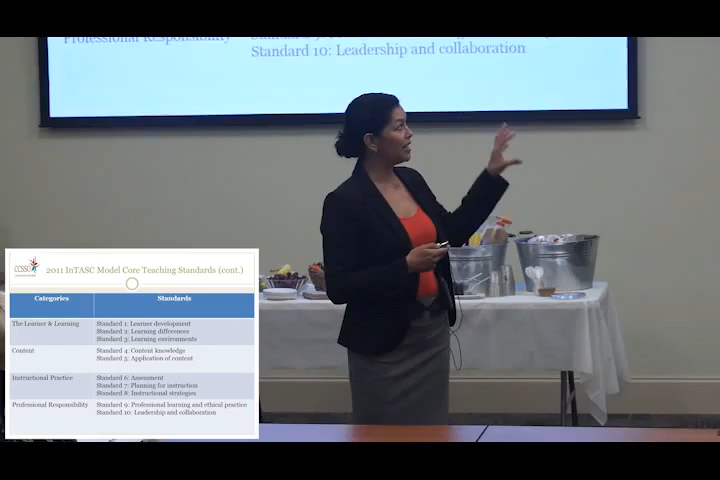 Professional Responsibility
Standard 10: Leadership and collaboration
CCSSO
2011 InTASC Model Core Teaching Standards (cont.)
Categories Standards
The Learner & Learning Standard 1: Learner development
Standard 2: Learning differences
Standard 3: Learning environments
Content Standard 4: Content knowledge
Standard 5: Application of content
Instructional Practice Standard 6: Assessment
Standard 7: Planning for instruction
Standard 8: Instructional strategies
Professional Responsibility Standard 9: Professional learning and ethical practice
Standard 10: Leadership and collaboration